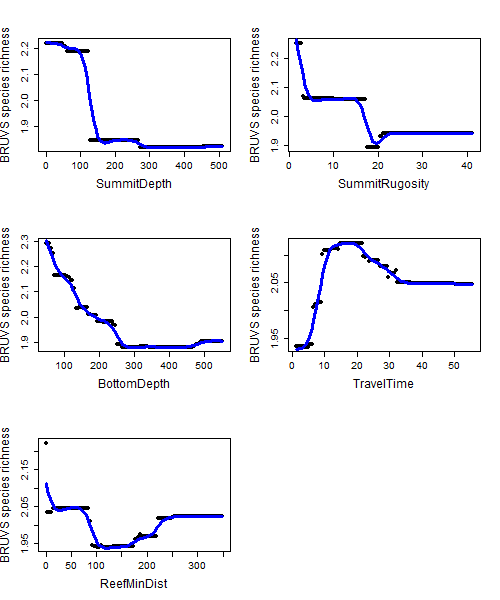 BRUVS species richness
1.9 2.0 2.1 2.2
0 100 200 300 400 500
SummitDepth
BRUVS species richness
1.9 2.0 2.1 2.2
0 10 20 30 40
SummitRugosity
BRUVS species richness
1.9 2.0 2.1 2.2 2.3
100 200 300 400 500
BottomDepth
BRUVS species richness
1.95 2.05
0 10 20 30 40 50
TravelTime
BRUVS species richness
1.95 2.05 2.15
0 50 100 200 300
ReefMinDist